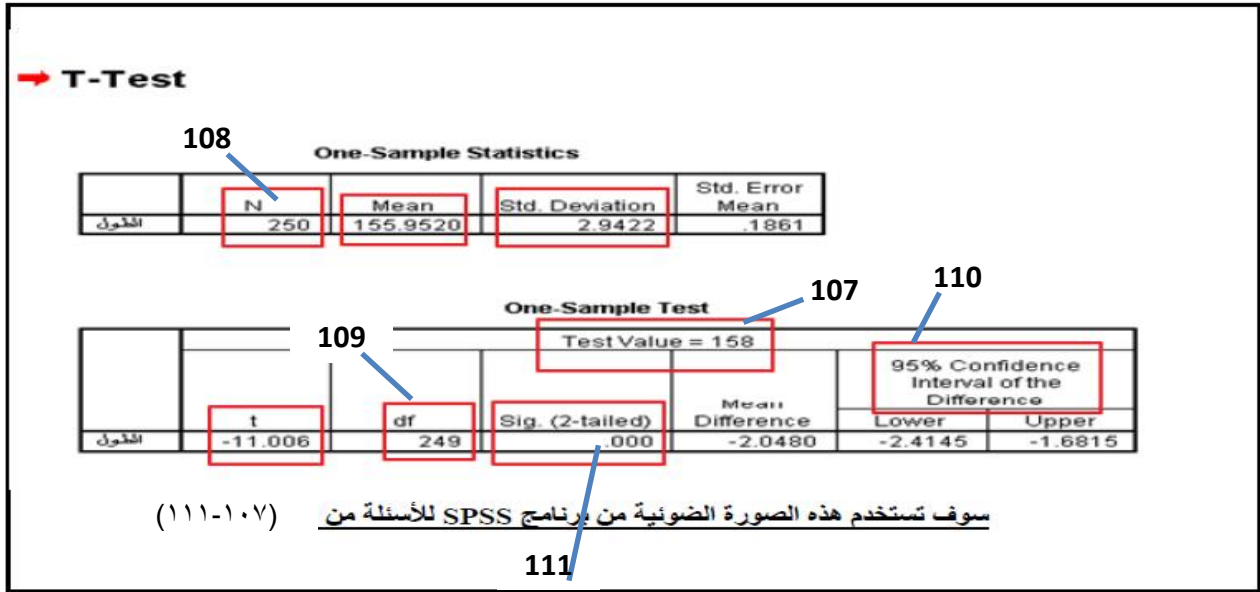 T-Test
108
One-Sample Statistics
N Mean Std. Deviation Std. Error Mean
الطول 250 155.9520 2.9422 .1861
107
110
One-Sample Test
109
Test Value = 158
95% Confidence Interval of the Difference
t df Sig. (2-tailed) Mean Difference Lower Upper
الطول -11.006 249 .000 -2.0480 -2.4145 -1.6815
سوف تستخدم هذه الصورة الضوئية من برنامج SPSS للأسئلة من (١٠٧-١١١)
111